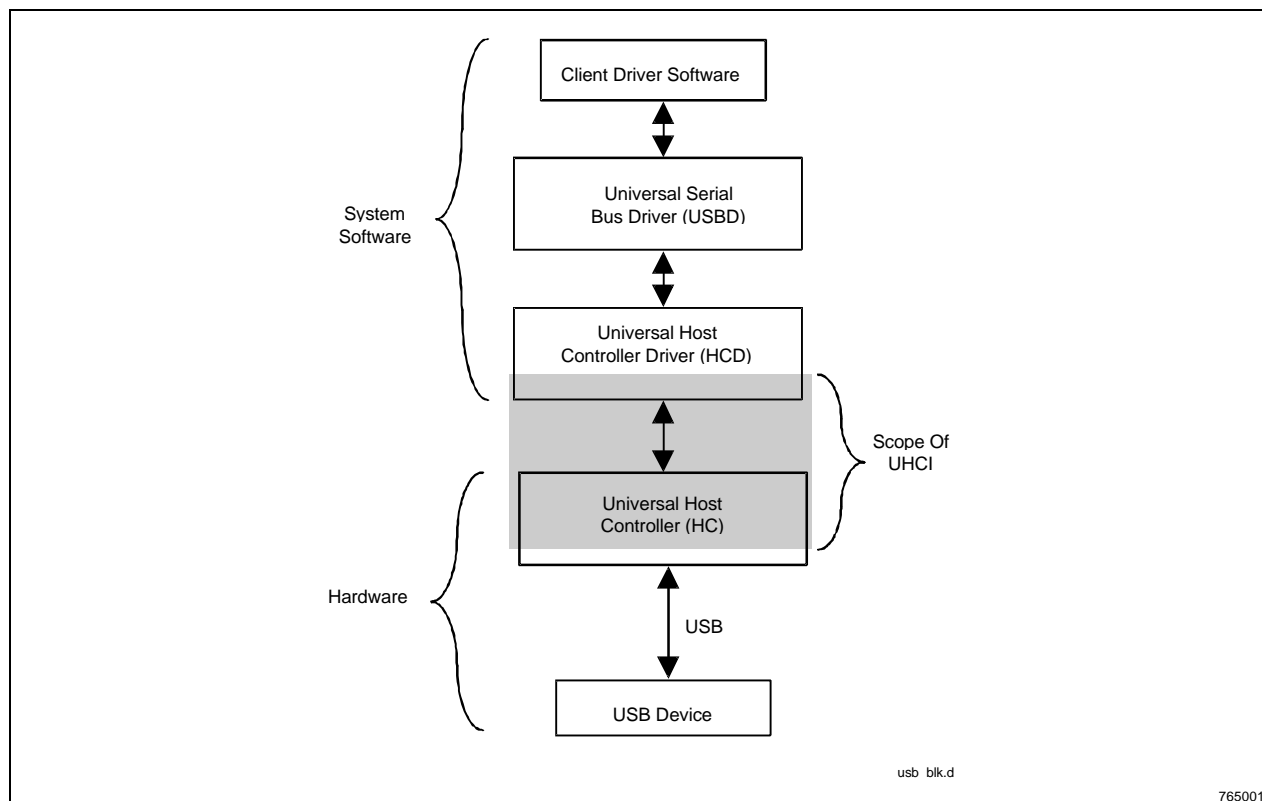 Client Driver Software
Universal Serial
Bus Driver (USBD)
System
Software
Universal Host
Controller Driver (HCD)
Scope Of
UHCI
Universal Host
Controller (HC)
Hardware
USB
USB Device
usb blk.d
765001